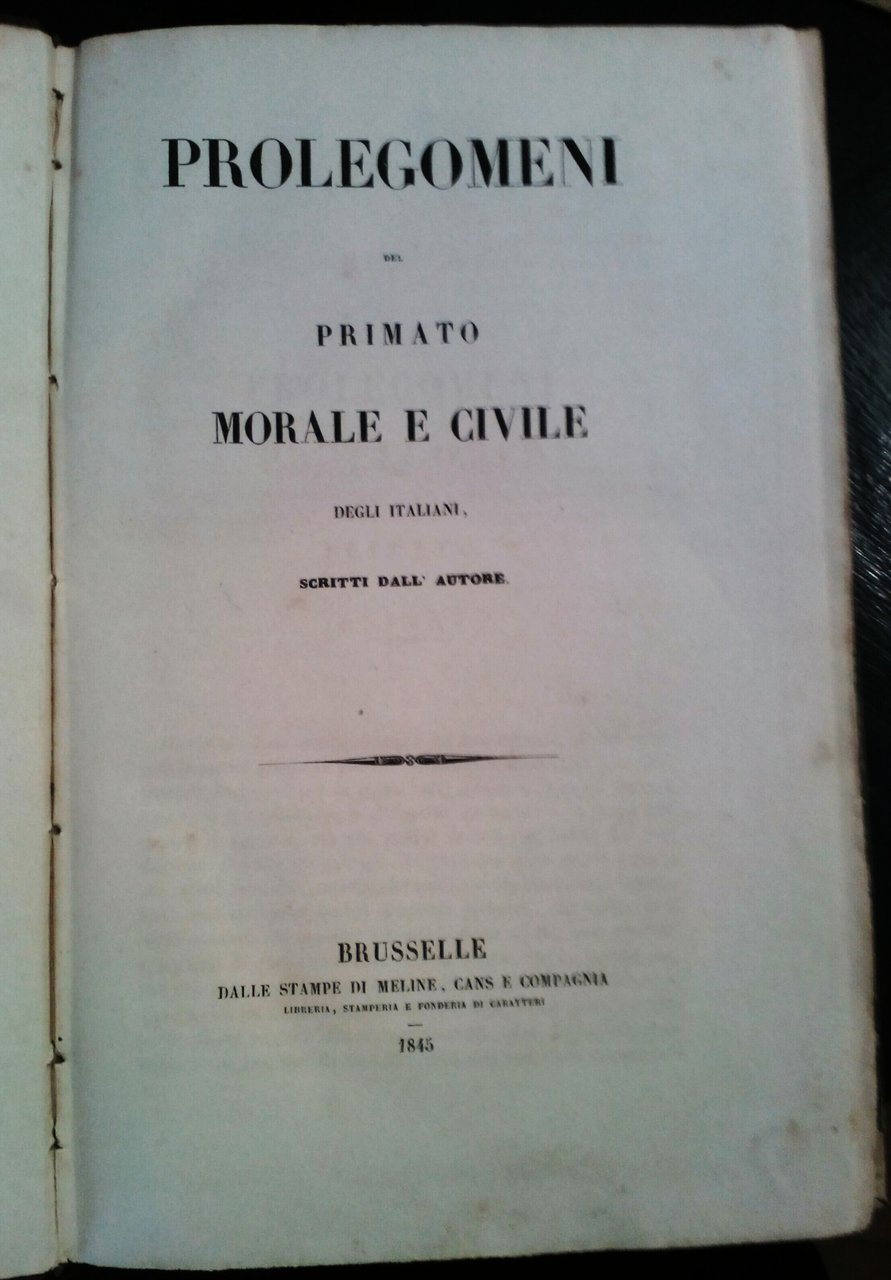 PROLEGOMENI
DEL
PRIMATO
MORALE E CIVILE
DEGLI ITALIANI,
SCRITTI DALL' AUTORE.
BRUSSELLE
DALLE STAMPE DI MELINE, CANS E COMPAGNIA
LIBRERIA, STAMPERIA E FONDERIA DI CARATTERI
1845